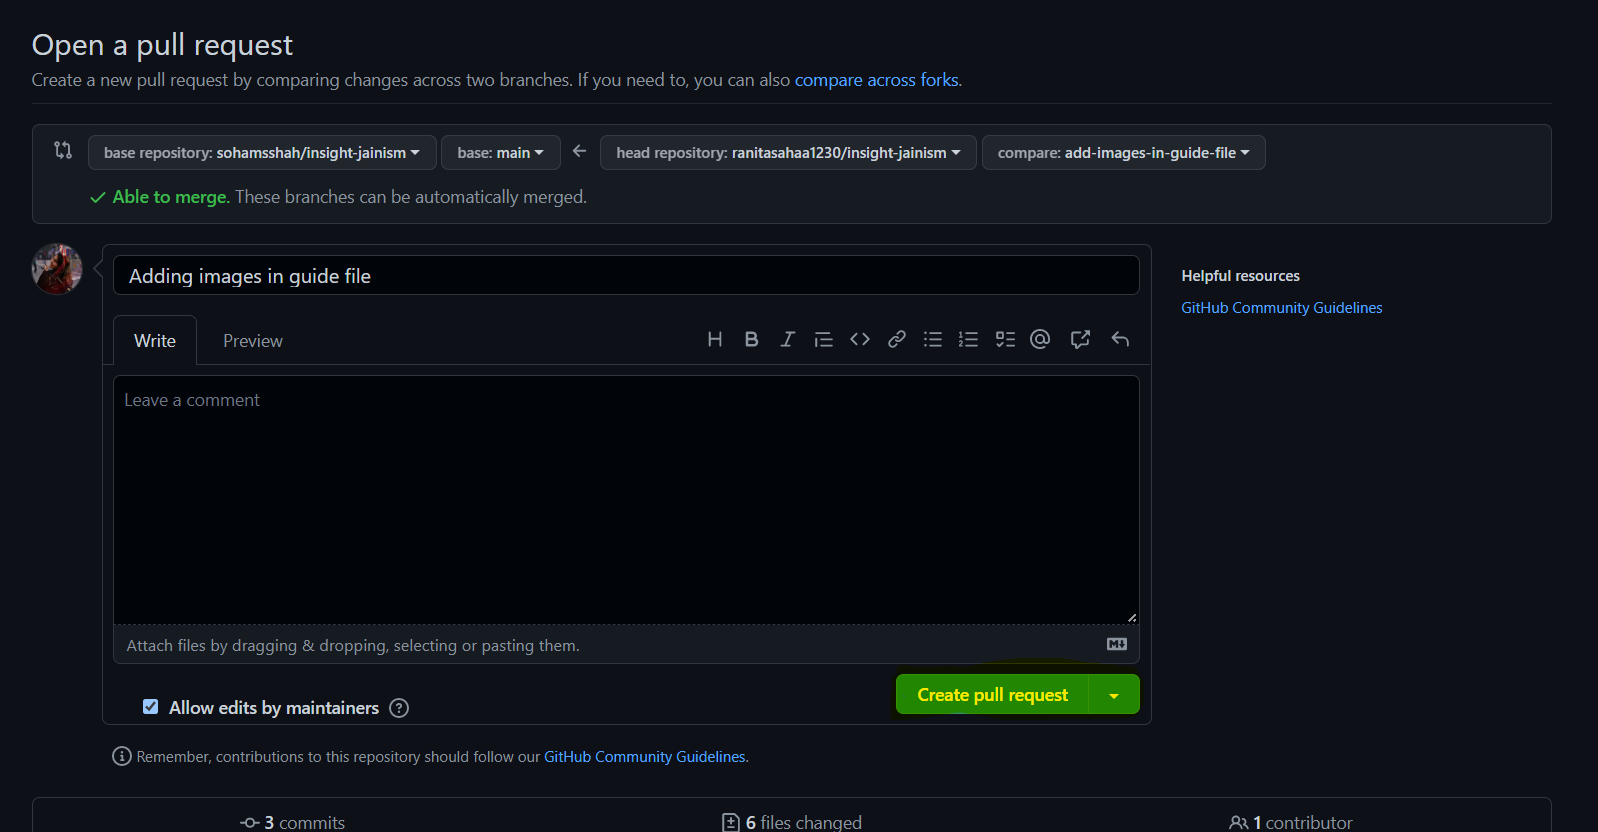 Open a pull request
Create a new pull request by comparing changes across two branches. If you need to, you can also compare across forks.
base repository: sohamsshah/insight-jainism base: main head repository: ranitasahaa1230/insight-jainism compare: add-images-in-guide-file
Able to merge. These branches can be automatically merged.
Adding images in guide file
Helpful resources
GitHub Community Guidelines
Write Preview
Leave a comment
Attach files by dragging & dropping, selecting or pasting them.
Create pull request
Allow edits by maintainers
Remember, contributions to this repository should follow our GitHub Community Guidelines.
3 commits 6 files changed 1 contributor